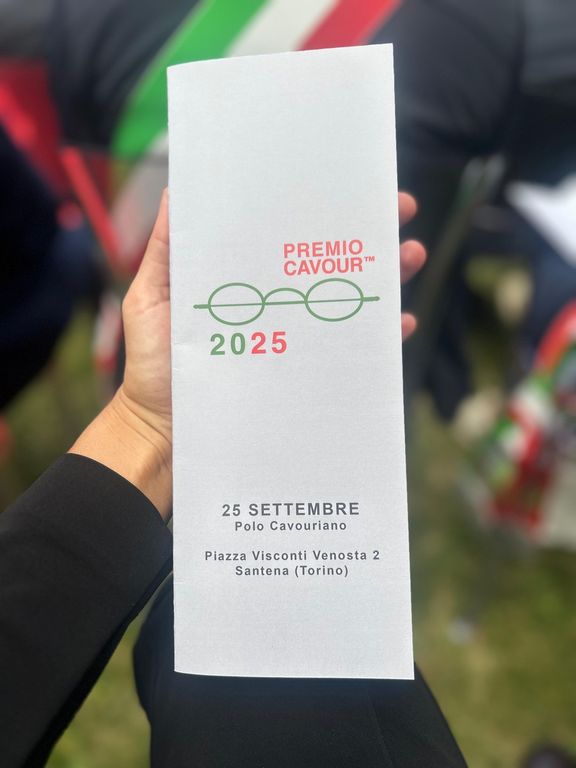 PREMIO
CAVOUR™
2025
25 SETTEMBRE
Polo Cavouriano
Piazza Visconti Venosta 2
Santena (Torino)